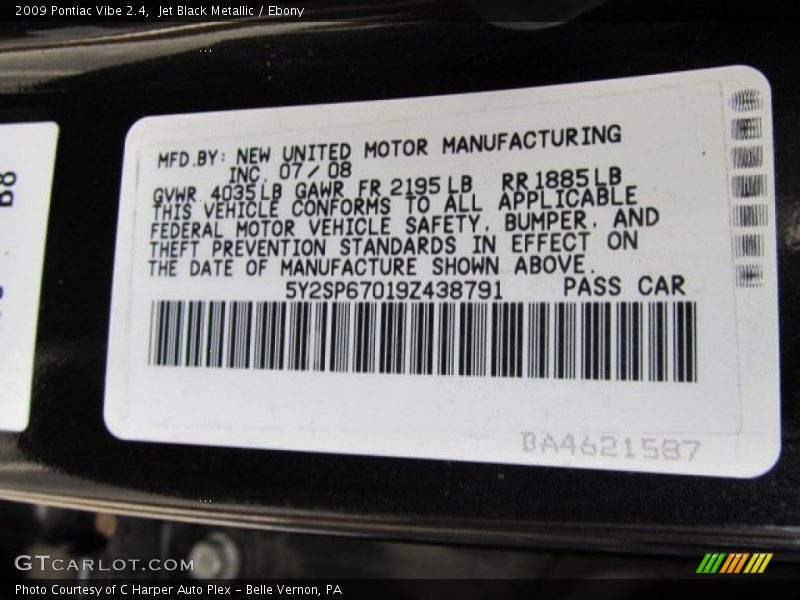 2009 Pontiac Vibe 2.4,  Jet Black Metallic / Ebony
MFD.BY: NEW UNITED MOTOR MANUFACTURING
INC. 07/08
GVWR 4035LB GAWR FR 2195LB RR 1885LB
THIS VEHICLE CONFORMS TO ALL APPLICABLE
FEDERAL MOTOR VEHICLE SAFETY, BUMPER, AND
THEFT PREVENTION STANDARDS IN EFFECT ON
THE DATE OF MANUFACTURE SHOWN ABOVE.
5Y2SP67019Z438791 PASS CAR
BA4621587
B8
GTCARLOT.COM
Photo Courtesy of C Harper Auto Plex - Belle Vernon, PA